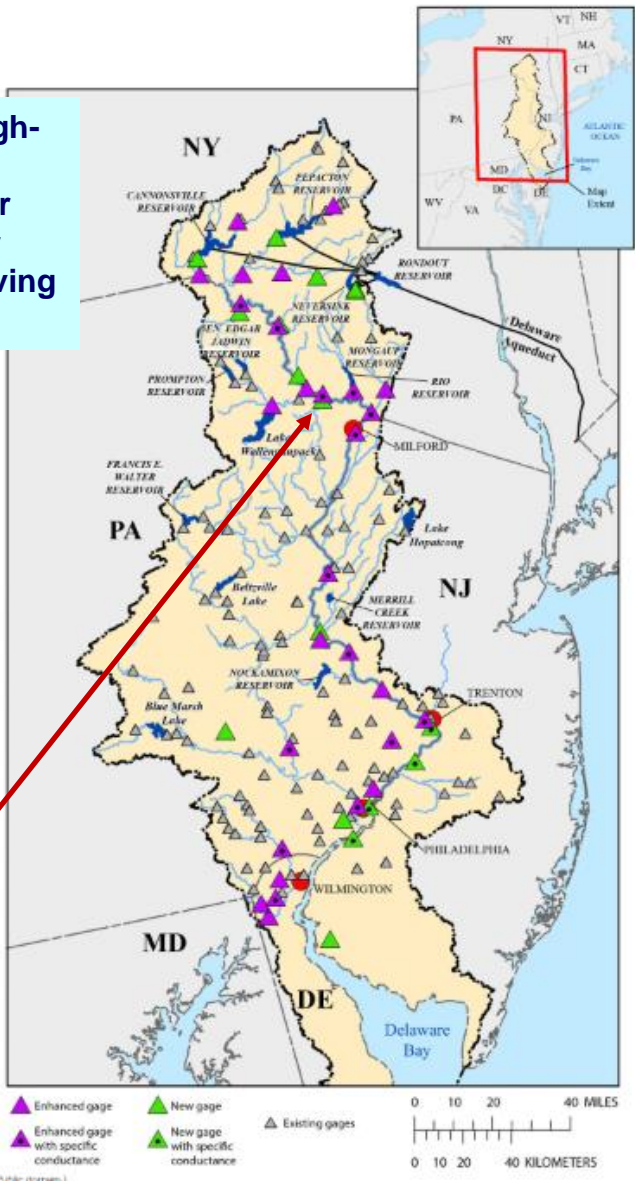 VT NH
NY
MA
CT
PA
NJ
ATLANTIC
OCEAN
Delaware
Bay
MD
DC
DE
WV
VA
Map
Extent
gh-
r
ving
NY
PEPACTON
RESERVOIR
CANNONSVILLE
RESERVOIR
RONDOUT
RESERVOIR
NEVERSINK
RESERVOIR
Delaware
Aqueduct
GEN. EDGAR
JADWIN
RESERVOIR
MONGAUP
RESERVOIR
PROMPTON
RESERVOIR
RIO
RESERVOIR
Lake
Wallenpaupack
MILFORD
FRANCIS E.
WALTER
RESERVOIR
PA
Lake
Hopatcong
NJ
Beltzville
Lake
MERRILL
CREEK
RESERVOIR
NOCKAMIXON
RESERVOIR
TRENTON
Blue Marsh
Lake
PHILADELPHIA
WILMINGTON
MD
DE
Delaware
Bay
Enhanced gage
New gage
Existing gages
Enhanced gage
with specific
conductance
New gage
with specific
conductance
0 10 20 40 MILES
0 10 20 40 KILOMETERS